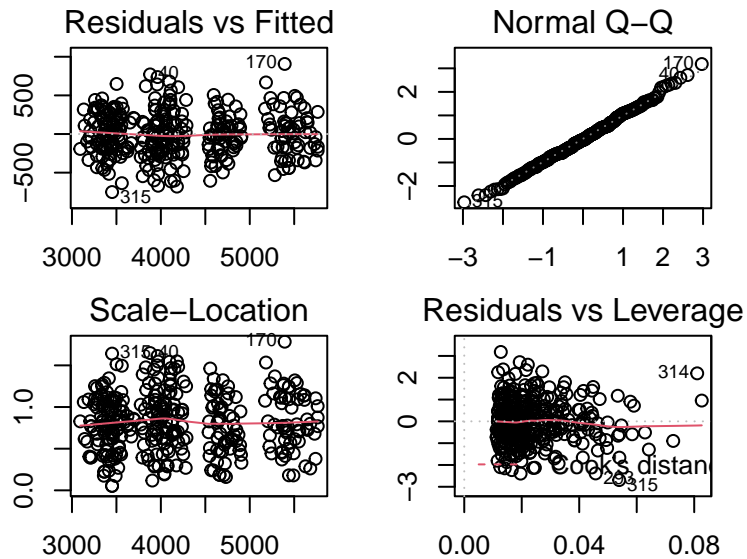 Residuals vs Fitted
170
40
315
500
−500
3000 4000 5000
Normal Q−Q
170
40
315
2
0
−2
−3 −1 1 2 3
Scale−Location
315 40
170
1.0
0.0
3000 4000 5000
Residuals vs Leverage
314
Cook's distanc
293
315
2
0
−3
0.00 0.04 0.08